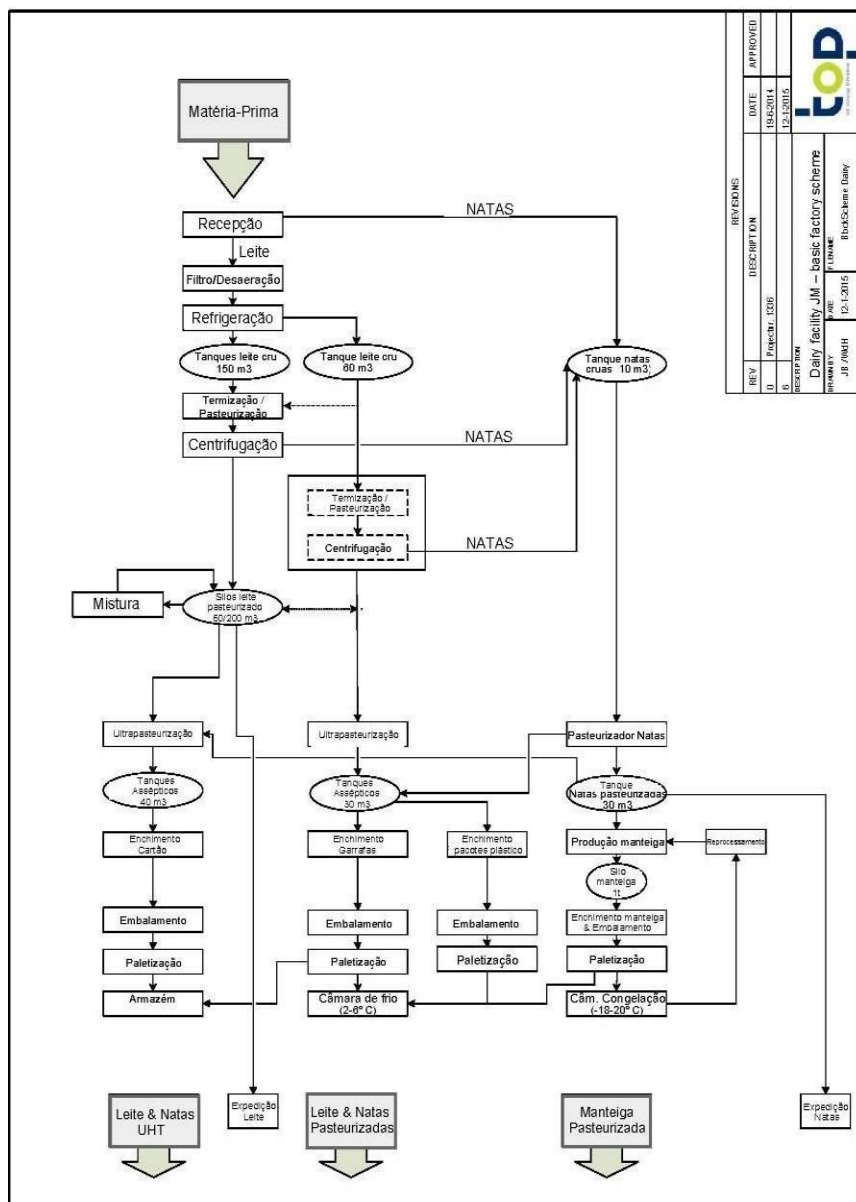 Matéria-Prima
Recepção
NATAS
Leite
Filtro/Desaeração
Refrigeração
Tanques leite cru
150 m3
Tanque leite cru
60 m3
Tanque natas
cruas 10 m3
Termização /
Pasteurização
Centrifugação
NATAS
Termização /
Pasteurização
Centrifugação
NATAS
Mistura
Silos leite
pasteurizado
50/200 m3
Ultrapasteurização
Ultrapasteurização
Pasteurizador Natas
Tanques
Assépticos
40 m3
Tanques
Assépticos
30 m3
Tanque
Natas pasteurizadas
30 m3
Enchimento
Cartão
Enchimento
Garrafas
Enchimento
pacotes plástico
Produção manteiga
Reprocessamento
Silo
manteiga
1t
Embalamento
Embalamento
Embalamento
Enchimento manteiga
& Embalamento
Paletização
Paletização
Paletização
Paletização
Armazém
Câmara de frio
(2-6º C)
Câm. Congelação
(-18-20º C)
Leite & Natas
UHT
Expedição
Leite
Leite & Natas
Pasteurizadas
Manteiga
Pasteurizada
Expedição
Natas
REVISIONS
REV
DESCRIPTION
DATE
APPROVED
0
Projectnr. 1336
19-6-2014
6
12-1-2015
DESCRIPTION
Dairy facility JM – basic factory scheme
DRAWN BY
DATE
FILENAME
12-1-2015
BlockScheme Dairy
top